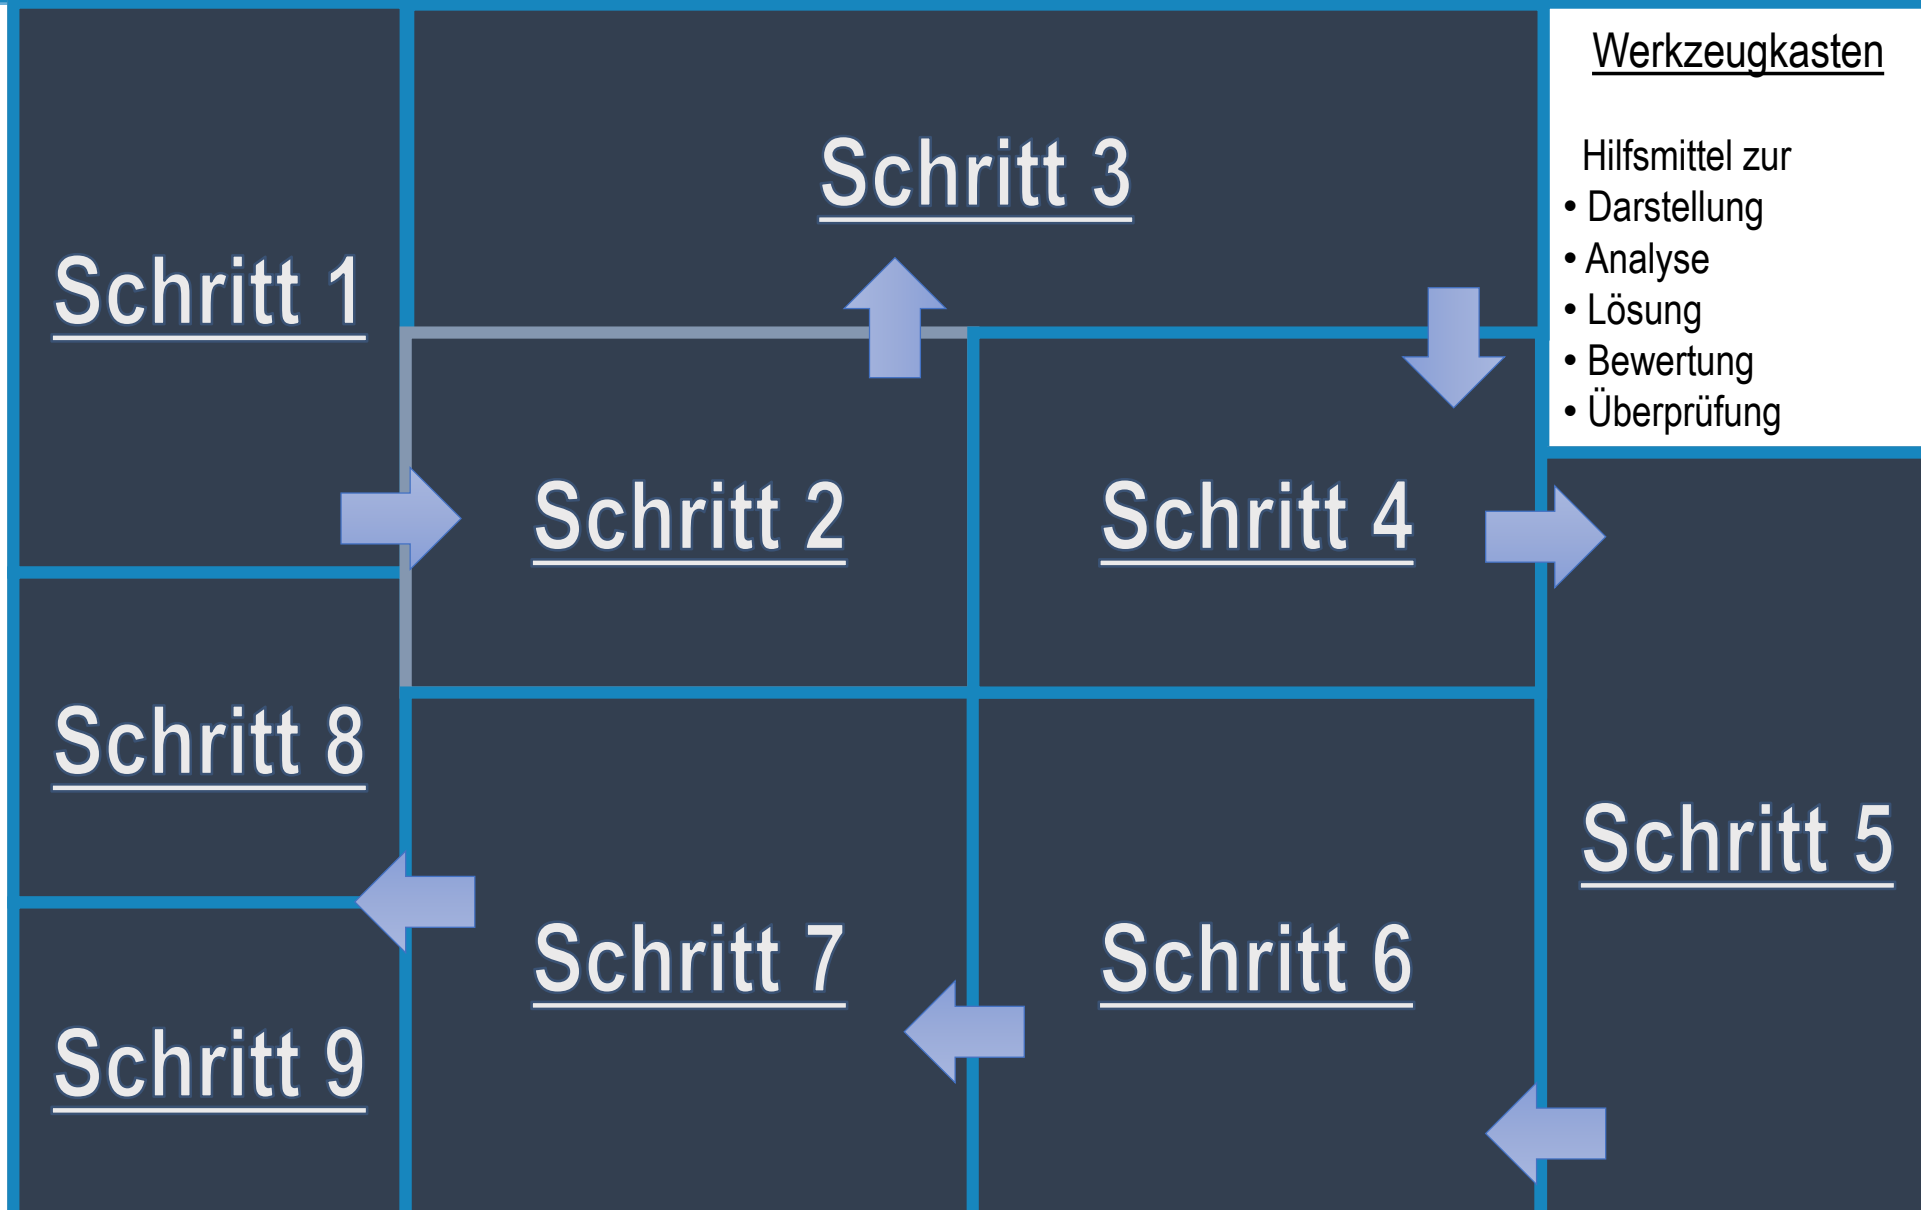 Schritt 1
Schritt 2
Schritt 3
Schritt 4
Schritt 5
Schritt 6
Schritt 7
Schritt 8
Schritt 9
Werkzeugkasten
Hilfsmittel zur
• Darstellung
• Analyse
• Lösung
• Bewertung
• Überprüfung